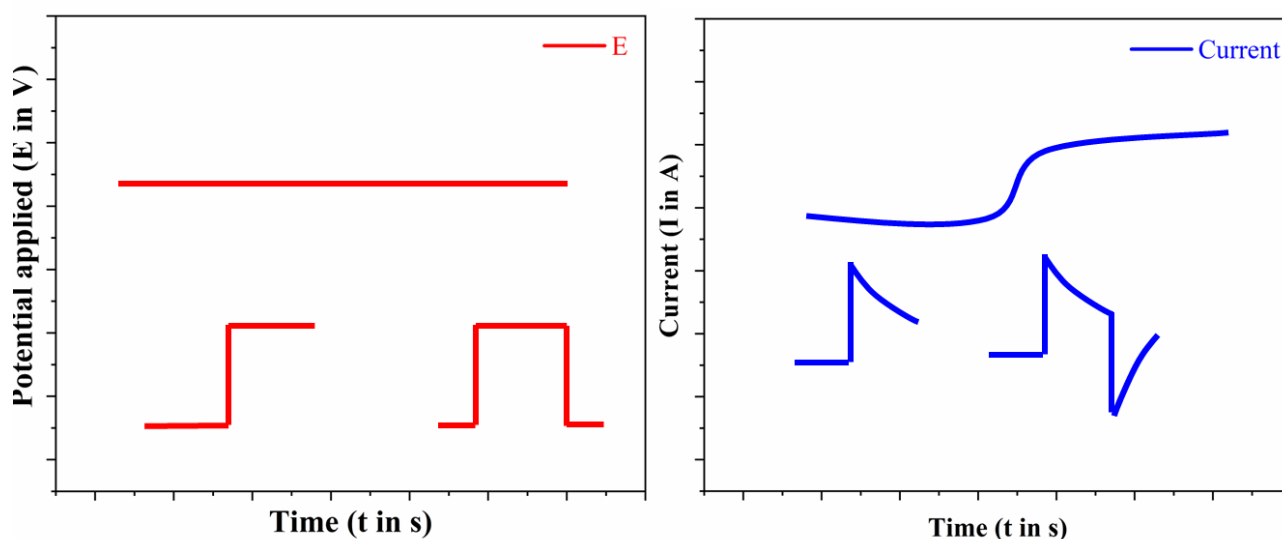 E
Potential applied (E in V)
Time (t in s)
Current
Current (I in A)
Time (t in s)